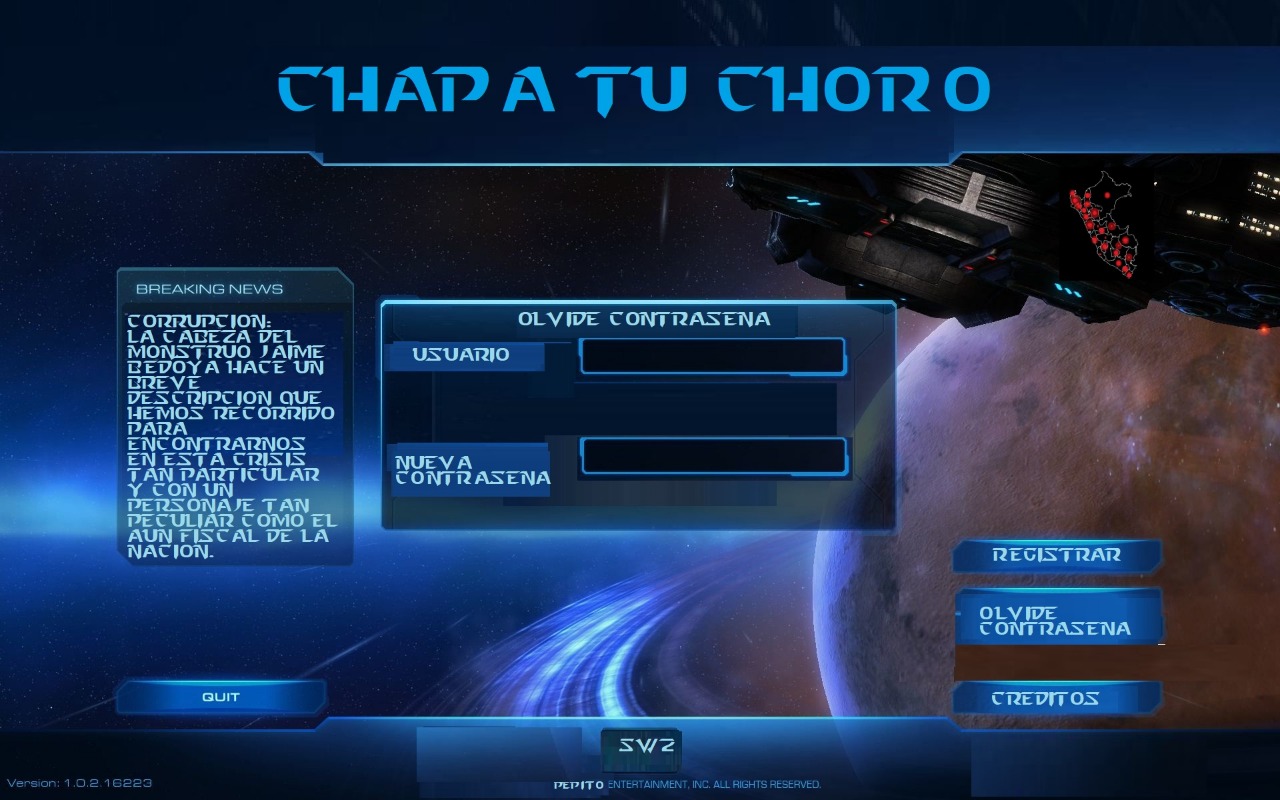 CHAPA TU CHORO
BREAKING NEWS
CORRUPCION:
LA CABEZA DEL
MONSTRUO JAIME
BEDOYA HACE UN
BREVE
DESCRIPCION QUE
HEMOS RECORRIDO
PARA
ENCONTRARNOS
EN ESTA CRISIS
TAN PARTICULAR
Y CON UN
PERSONAJE TAN
PECULIAR COMO EL
AUN FISCAL DE LA
NACION.
OLVIDE CONTRASENA
USUARIO
NUEVA
CONTRASENA
REGISTRAR
OLVIDE
CONTRASENA
CREDITOS
QUIT
SW2
Version: 1.0.2.16223
PEPITO ENTERTAINMENT, INC. ALL RIGHTS RESERVED.